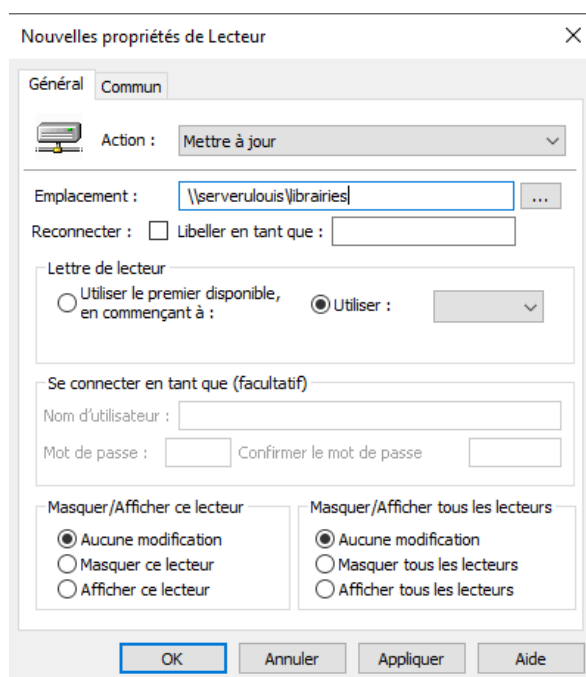 Nouvelles propriétés de Lecteur
Général Commun
Action : Mettre à jour
Emplacement : \\serverulouis\librairies ...
Reconnecter : Libeller en tant que :
Lettre de lecteur
Utiliser le premier disponible,
en commençant à :
Utiliser :
Se connecter en tant que (facultatif)
Nom d'utilisateur :
Mot de passe : Confirmer le mot de passe
Masquer/Afficher ce lecteur
Aucune modification
Masquer ce lecteur
Afficher ce lecteur
Masquer/Afficher tous les lecteurs
Aucune modification
Masquer tous les lecteurs
Afficher tous les lecteurs
OK Annuler Appliquer Aide